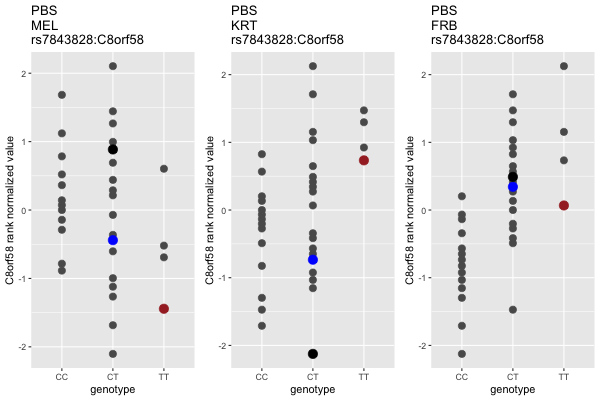 PBS
MEL
rs7843828:C8orf58
C8orf58 rank normalized value
2
1
0
-1
-2
CC CT TT
genotype
PBS
KRT
rs7843828:C8orf58
C8orf58 rank normalized value
2
1
0
-1
-2
CC CT TT
genotype
PBS
FRB
rs7843828:C8orf58
C8orf58 rank normalized value
2
1
0
-1
-2
CC CT TT
genotype